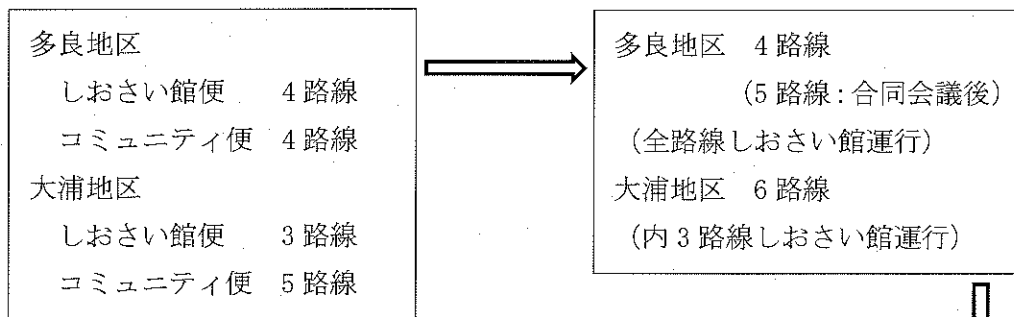 多良地区
しおさい館便 4路線
コミュニティ便 4路線
大浦地区
しおさい館便 3路線
コミュニティ便 5路線
多良地区 4路線
(5路線:合同会議後)
(全路線しおさい館運行)
大浦地区 6路線
(内3路線しおさい館運行)